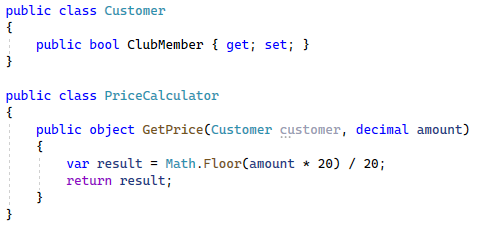 public class Customer
{
    public bool ClubMember { get; set; }
}

public class PriceCalculator
{
    public object GetPrice(Customer customer, decimal amount)
    {
        var result = Math.Floor(amount * 20) / 20;
        return result;
    }
}